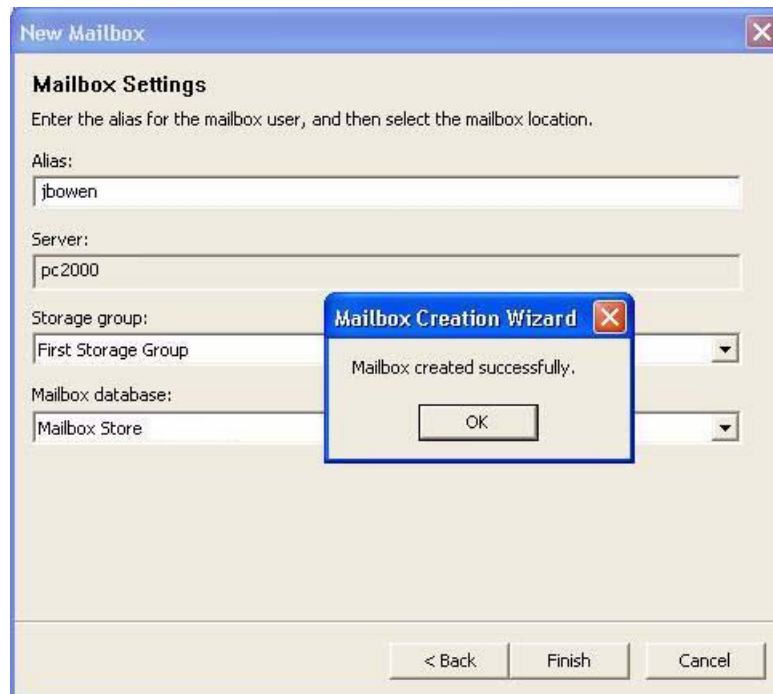 New Mailbox
Mailbox Settings
Enter the alias for the mailbox user, and then select the mailbox location.
Alias:
jbowen
Server:
pc2000
Storage group:
First Storage Group
Mailbox database:
Mailbox Store
Mailbox Creation Wizard
Mailbox created successfully.
OK
< Back
Finish
Cancel